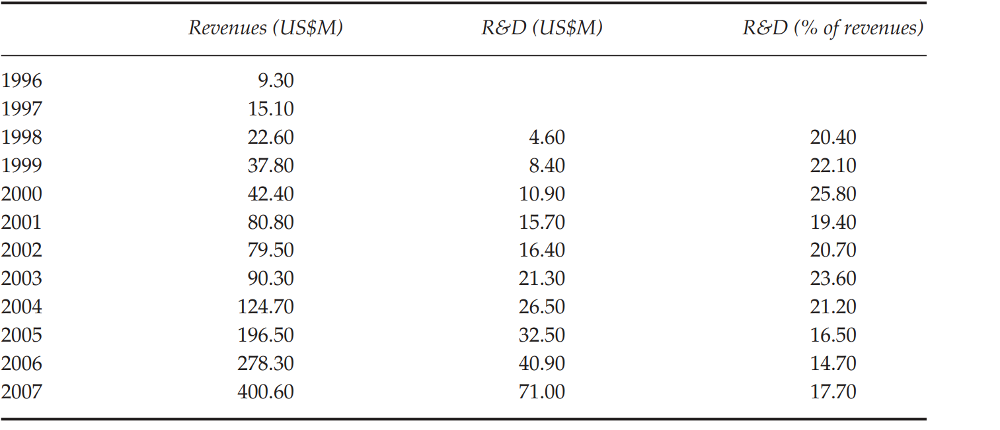 Revenues (US$M) R&D (US$M) R&D (% of revenues)
1996 9.30
1997 15.10
1998 22.60 4.60 20.40
1999 37.80 8.40 22.10
2000 42.40 10.90 25.80
2001 80.80 15.70 19.40
2002 79.50 16.40 20.70
2003 90.30 21.30 23.60
2004 124.70 26.50 21.20
2005 196.50 32.50 16.50
2006 278.30 40.90 14.70
2007 400.60 71.00 17.70